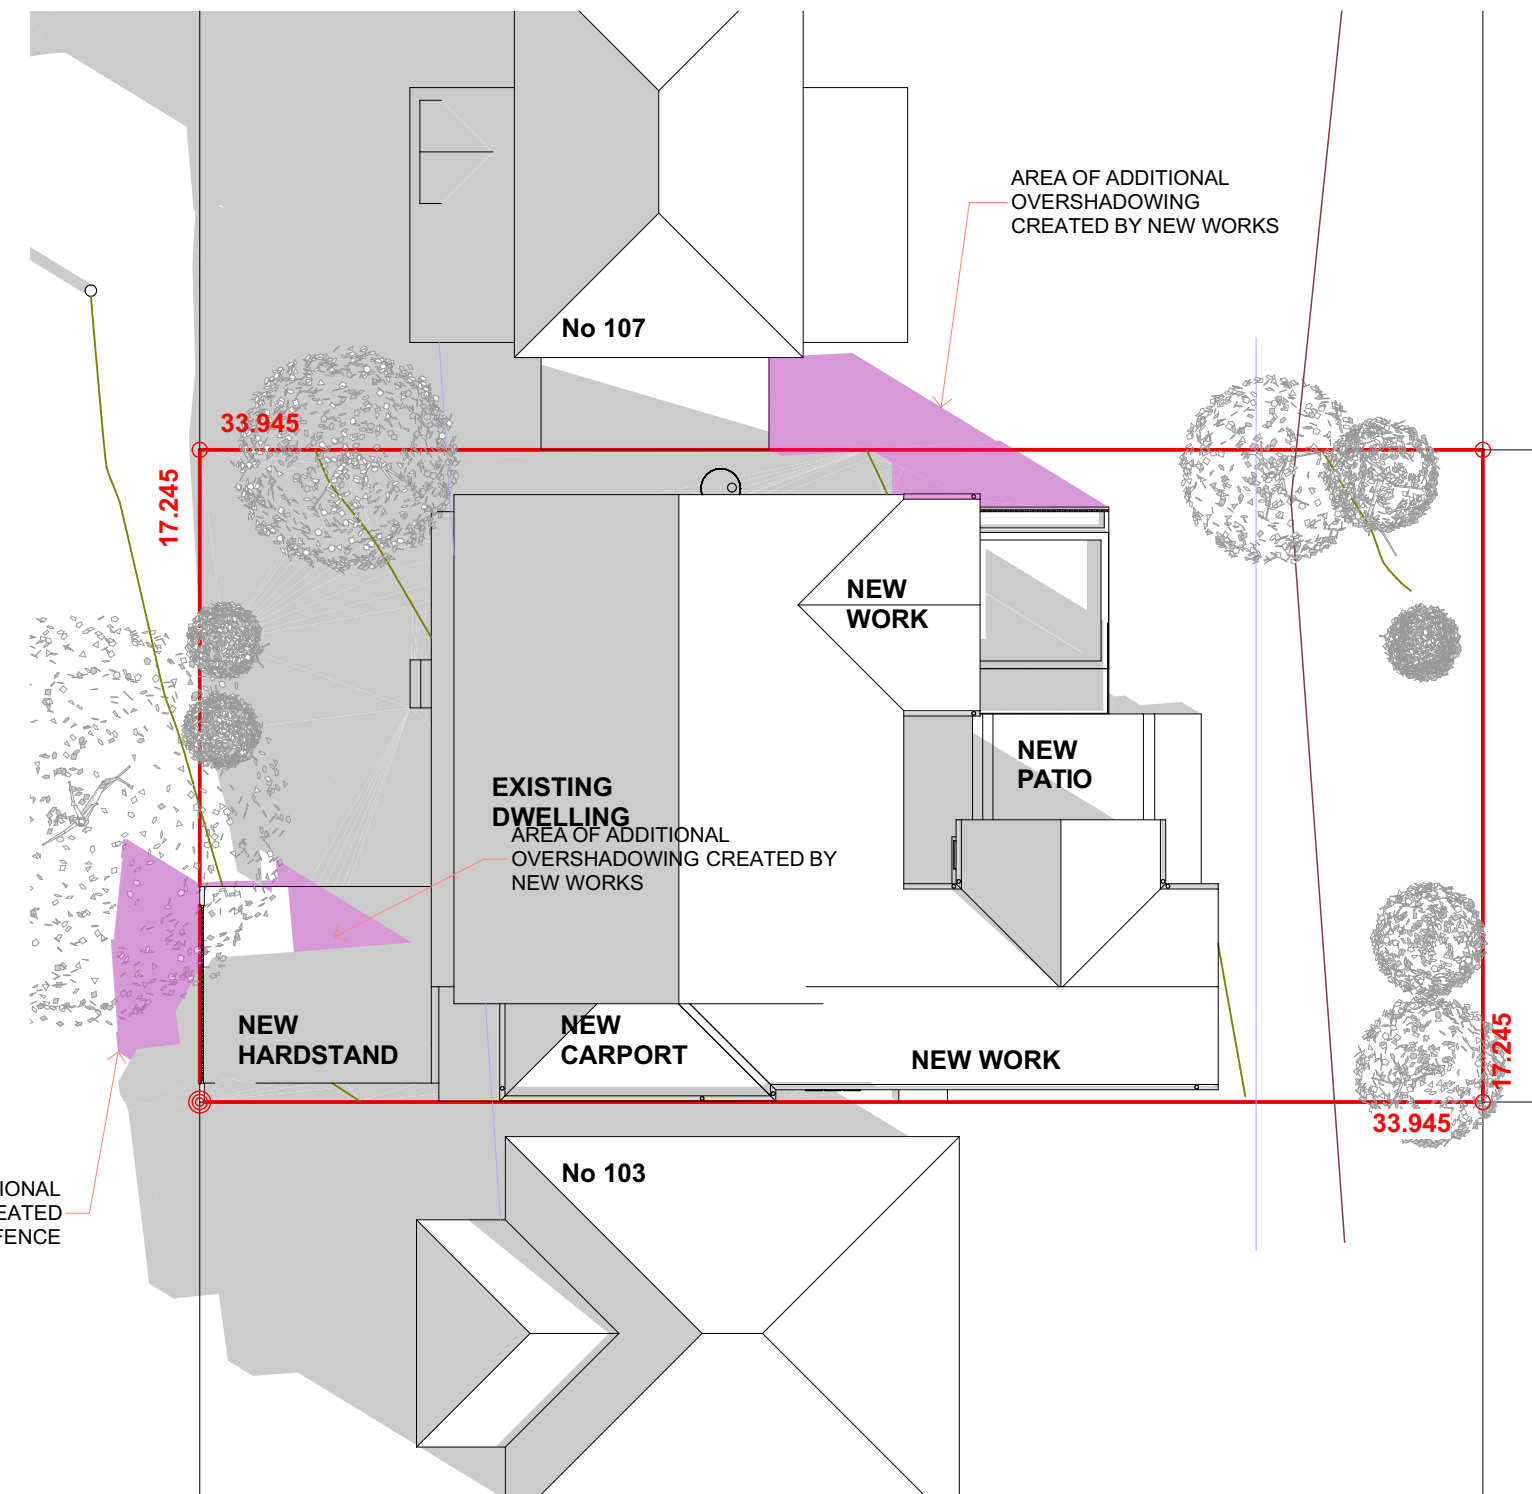 AREA OF ADDITIONAL
OVERSHADOWING
CREATED BY NEW WORKS
No 107
33.945
17.245
NEW
WORK
NEW
PATIO
EXISTING
DWELLING
AREA OF ADDITIONAL
OVERSHADOWING CREATED BY
NEW WORKS
NEW
HARDSTAND
NEW
CARPORT
NEW WORK
17.245
33.945
No 103
IONAL
EATED
FENCE